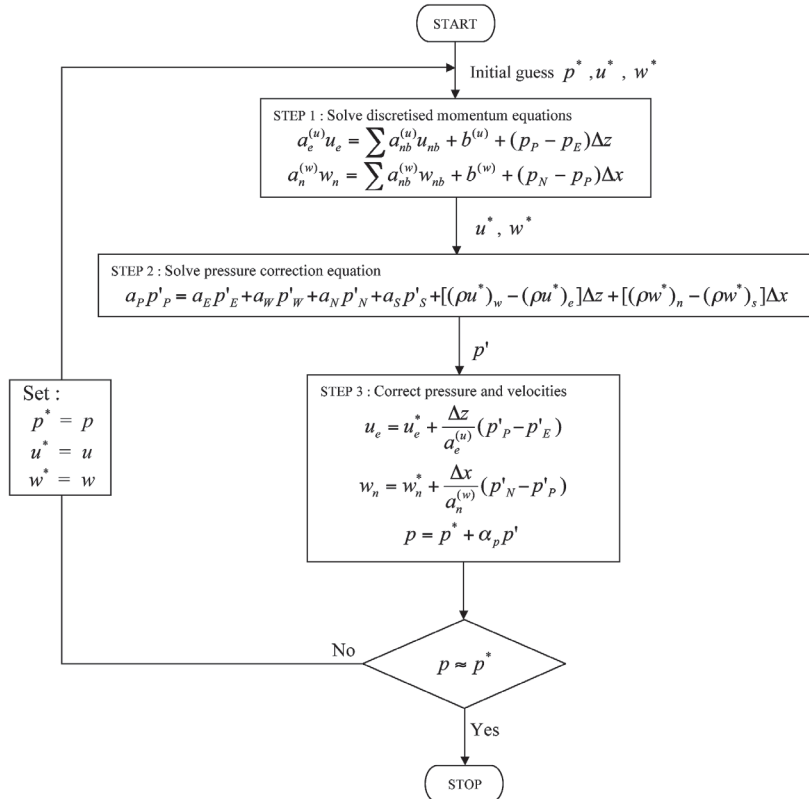 START
Initial guess p* , u* , w*
STEP 1 : Solve discretised momentum equations
a_e^(u) u_e = ∑ a_nb^(u) u_nb + b^(u) + (p_P − p_E)Δz
a_n^(w) w_n = ∑ a_nb^(w) w_nb + b^(w) + (p_N − p_P)Δx
u* , w*
STEP 2 : Solve pressure correction equation
a_P p'_P = a_E p'_E + a_W p'_W + a_N p'_N + a_S p'_S + [(ρu*)_w − (ρu*)_e]Δz + [(ρw*)_n − (ρw*)_s]Δx
p'
STEP 3 : Correct pressure and velocities
u_e = u_e^* + Δz/a_e^(u) (p'_P − p'_E)
w_n = w_n^* + Δx/a_n^(w) (p'_N − p'_P)
p = p* + α_p p'
Set :
p* = p
u* = u
w* = w
No
p ≈ p*
Yes
STOP